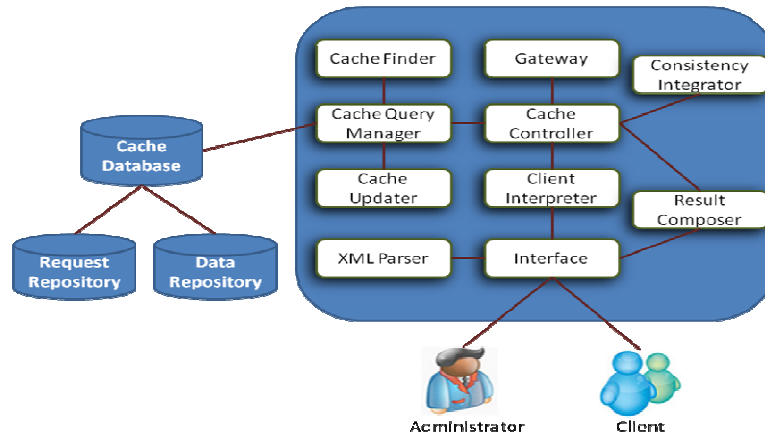 Cache Finder
Gateway
Consistency
Integrator
Cache Query
Manager
Cache
Controller
Cache
Database
Cache
Updater
Client
Interpreter
Result
Composer
Request
Repository
Data
Repository
XML Parser
Interface
Administrator
Client